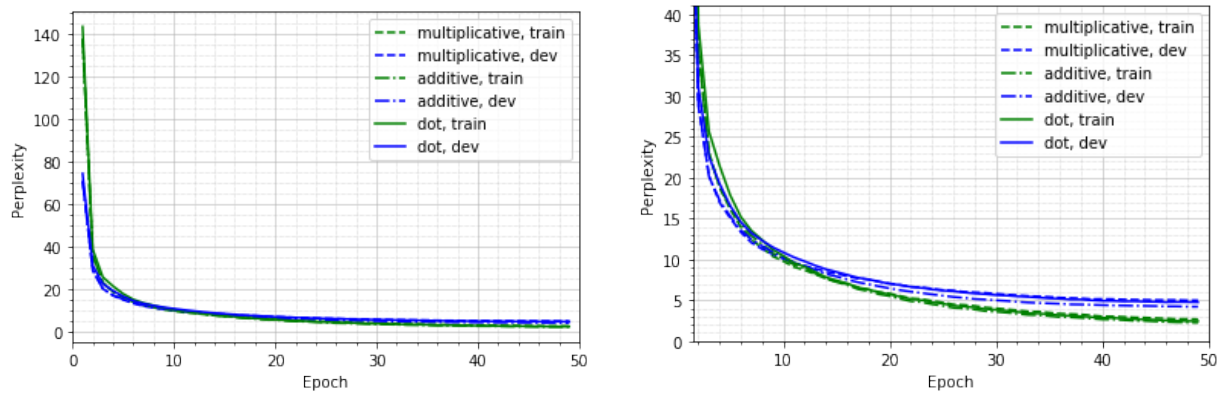 140
120
100
80
60
40
20
0
Perplexity
0 10 20 30 40 50
Epoch
multiplicative, train
multiplicative, dev
additive, train
additive, dev
dot, train
dot, dev
40
35
30
25
20
15
10
5
0
Perplexity
10 20 30 40 50
Epoch
multiplicative, train
multiplicative, dev
additive, train
additive, dev
dot, train
dot, dev